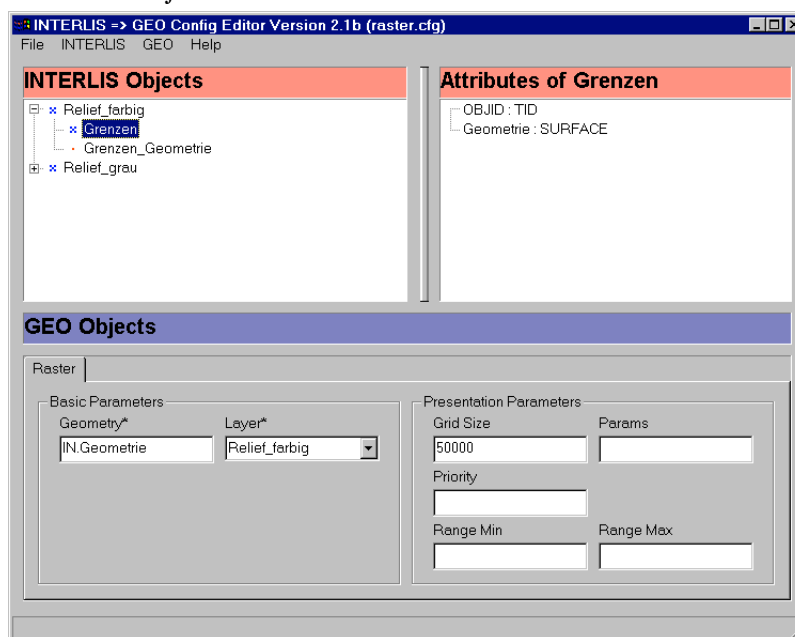 INTERLIS => GEO Config Editor Version 2.1b (raster.cfg)
File INTERLIS GEO Help
INTERLIS Objects
Relief_farbig
Grenzen
Grenzen_Geometrie
Relief_grau
Attributes of Grenzen
OBJID : TID
Geometrie : SURFACE
GEO Objects
Raster
Basic Parameters
Geometry* Layer*
IN.Geometrie Relief_farbig
Presentation Parameters
Grid Size Params
50000
Priority
Range Min Range Max